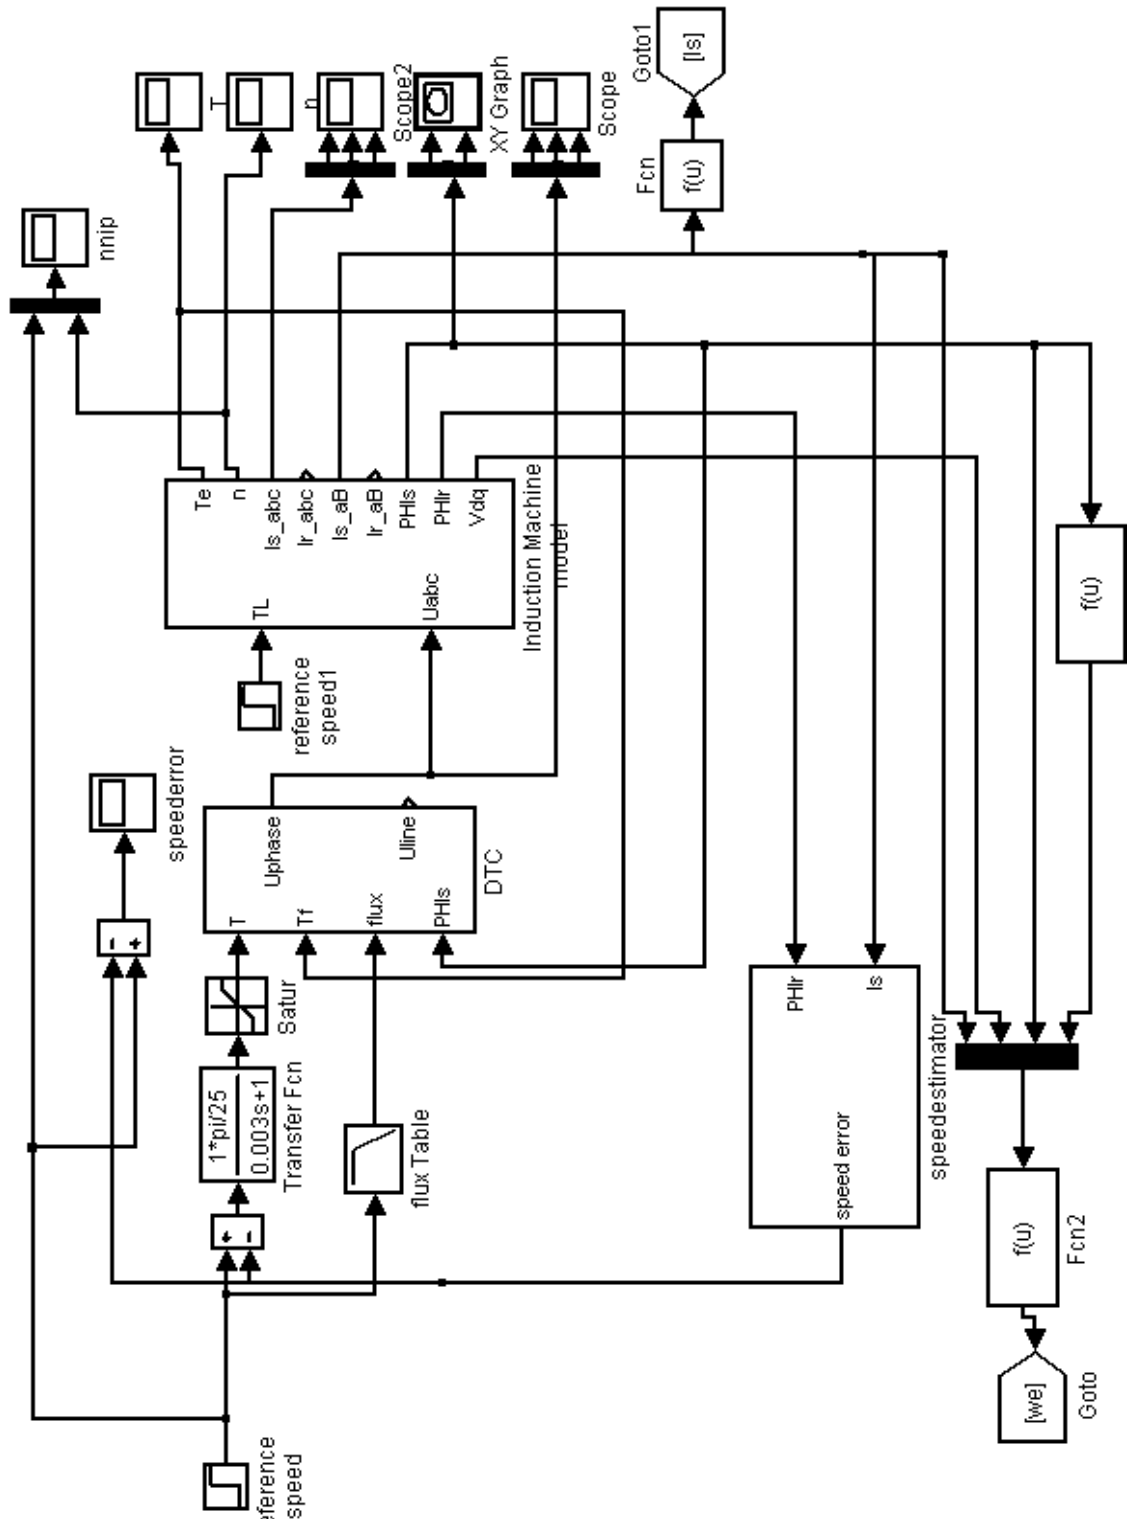 nnip
T
n
Scope2
XY Graph
Scope
Goto1
[Is]
Fcn
f(u)
Te
n
Is_abc
Ir_abc
Is_aB
Ir_aB
PHIs
PHIr
Vdq
TL
Uabc
Induction Machine
model
reference
speed1
f(u)
speederror
Uphase
Uline
T
Tf
flux
PHIs
DTC
Satur
1*pi/25
0.003s+1
Transfer Fcn
flux Table
PHIr
Is
speed error
speedestimator
f(u)
Fcn2
[we]
Goto
eference
speed